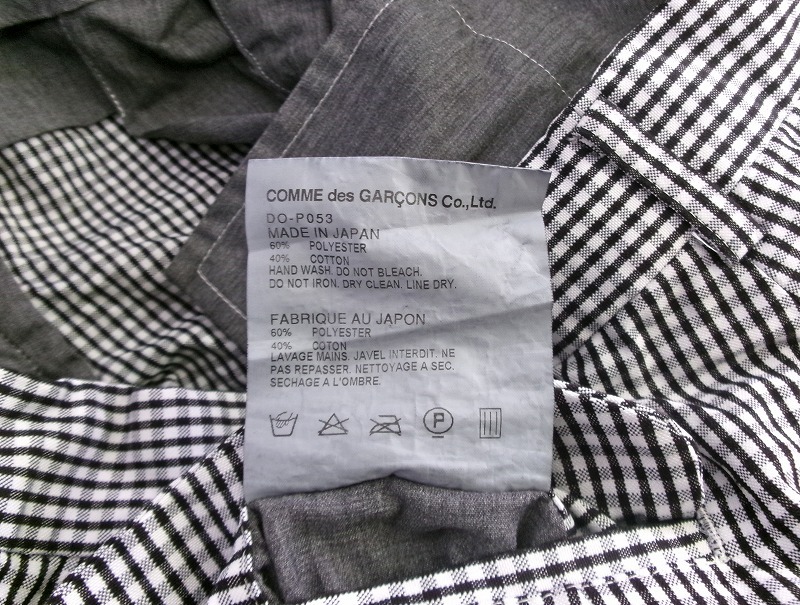 COMME des GARÇONS Co.,Ltd.
DO-P053
MADE IN JAPAN
60% POLYESTER
40% COTTON
HAND WASH. DO NOT BLEACH.
DO NOT IRON. DRY CLEAN. LINE DRY.
FABRIQUE AU JAPON
60% POLYESTER
40% COTON
LAVAGE MAINS. JAVEL INTERDIT. NE
PAS REPASSER. NETTOYAGE A SEC.
SECHAGE A L'OMBRE.
P